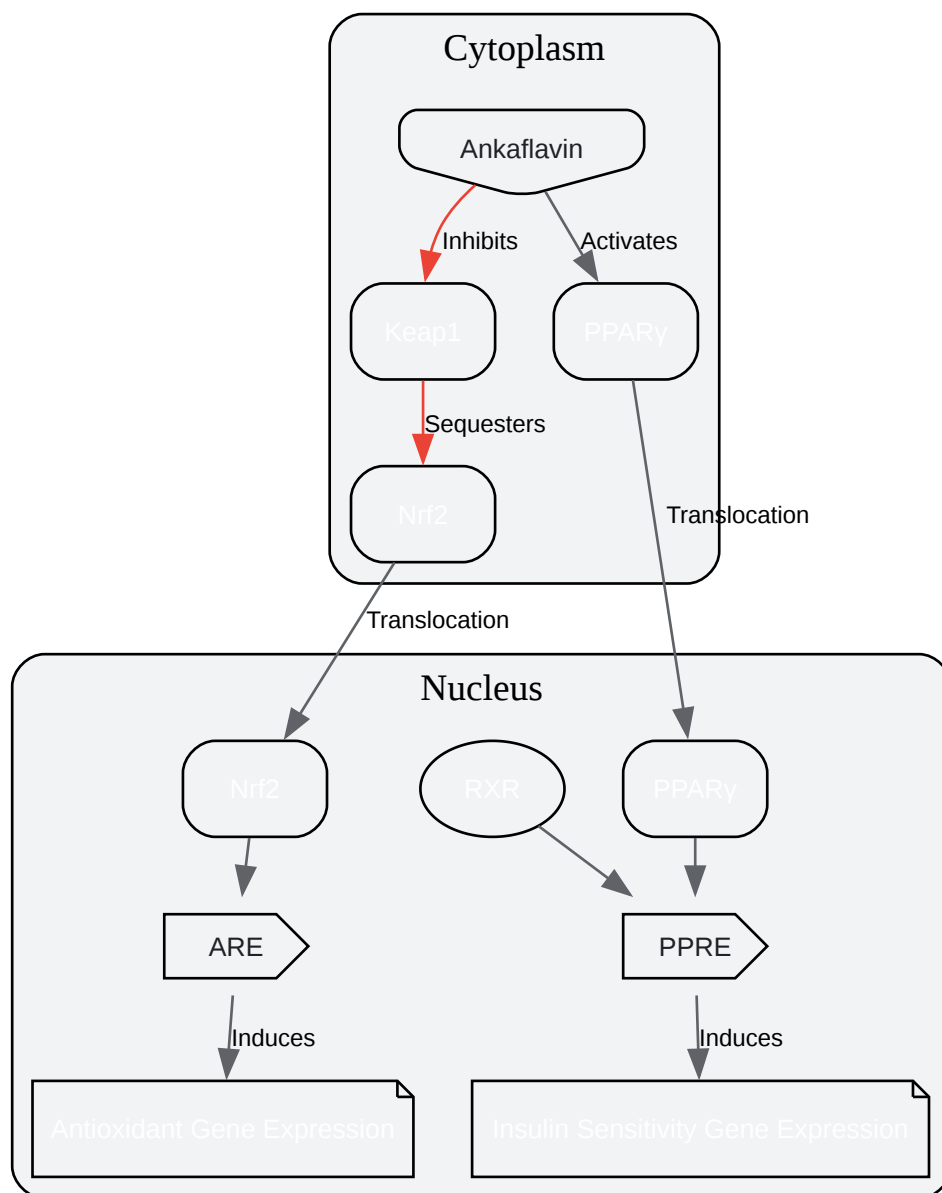 Cytoplasm
Ankaflavin
Inhibits
Activates
Keap1
PPARγ
Sequesters
Nrf2
Translocation
Translocation
Nucleus
Nrf2
RXR
PPARγ
ARE
PPRE
Induces
Induces
Antioxidant Gene Expression
Insulin Sensitivity Gene Expression